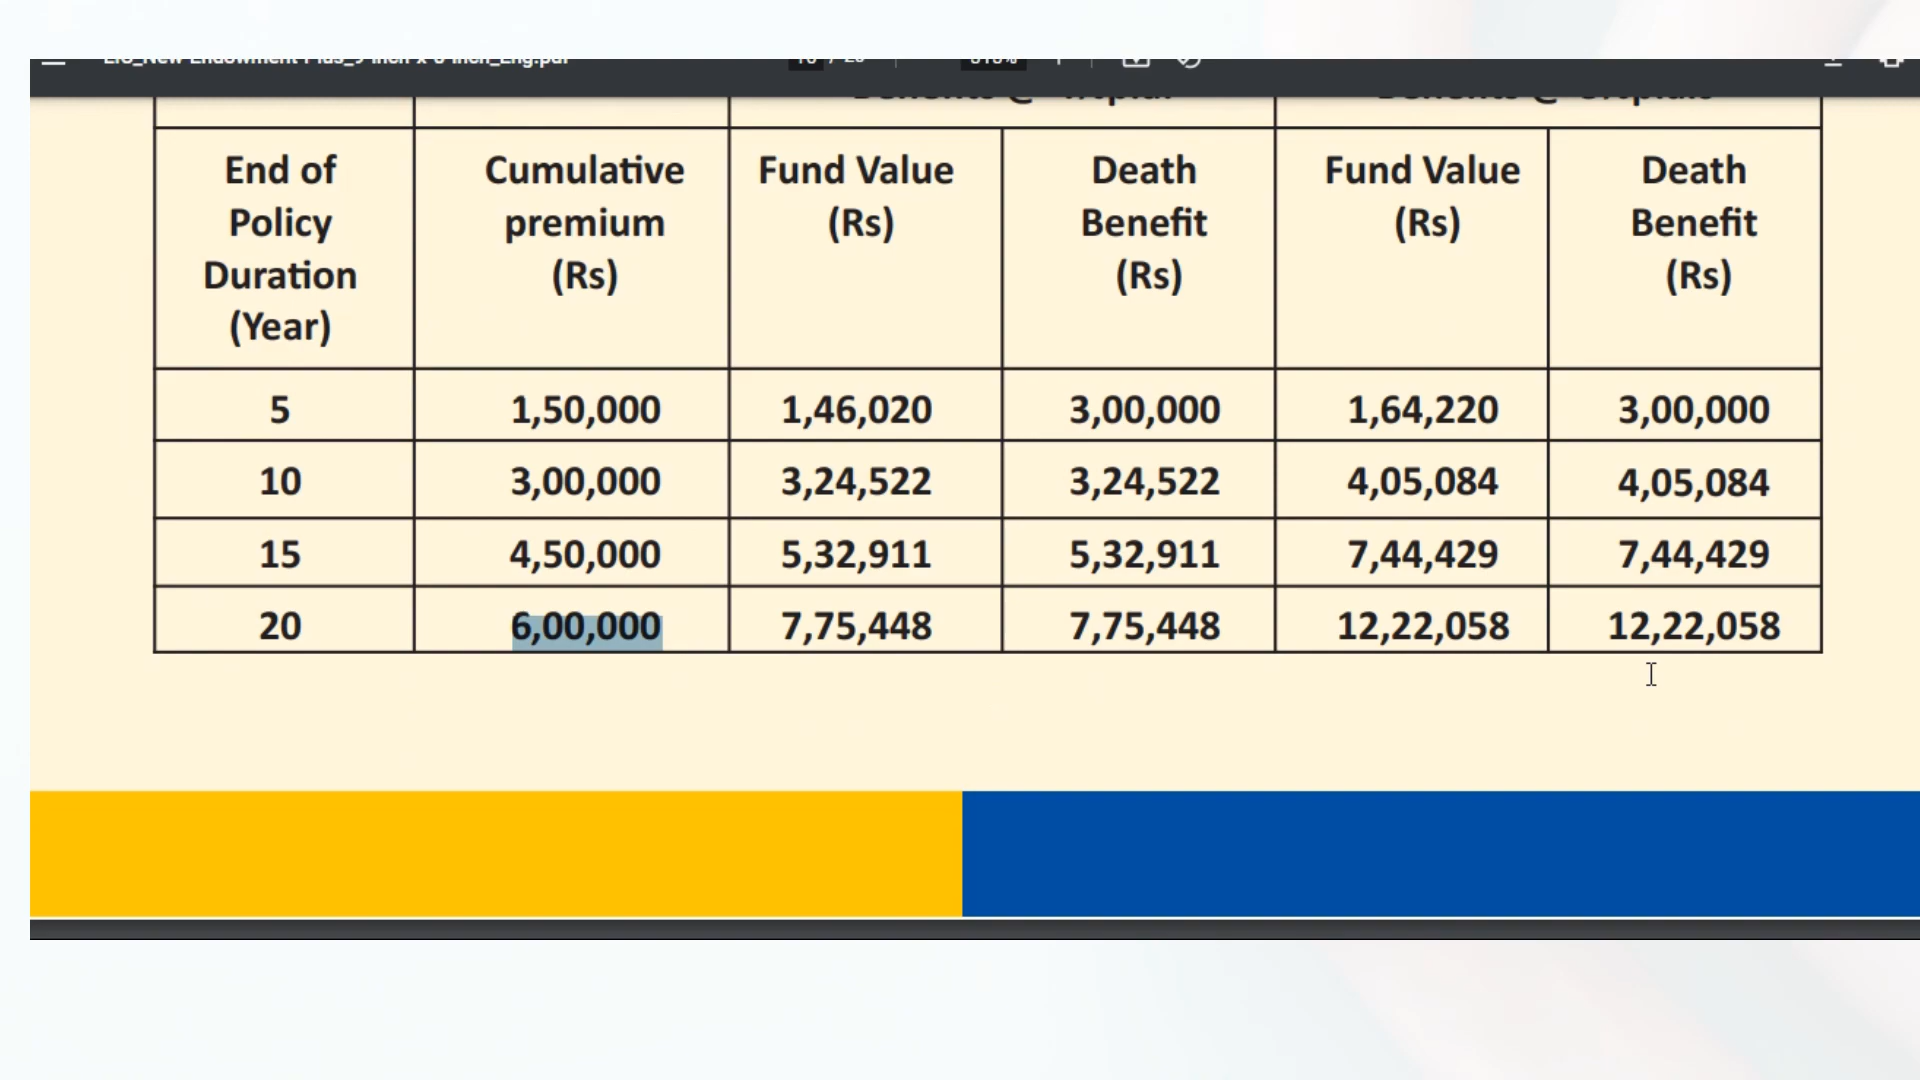 End of Policy Duration (Year)
Cumulative premium (Rs)
Fund Value (Rs)
Death Benefit (Rs)
Fund Value (Rs)
Death Benefit (Rs)
5 1,50,000 1,46,020 3,00,000 1,64,220 3,00,000
10 3,00,000 3,24,522 3,24,522 4,05,084 4,05,084
15 4,50,000 5,32,911 5,32,911 7,44,429 7,44,429
20 6,00,000 7,75,448 7,75,448 12,22,058 12,22,058